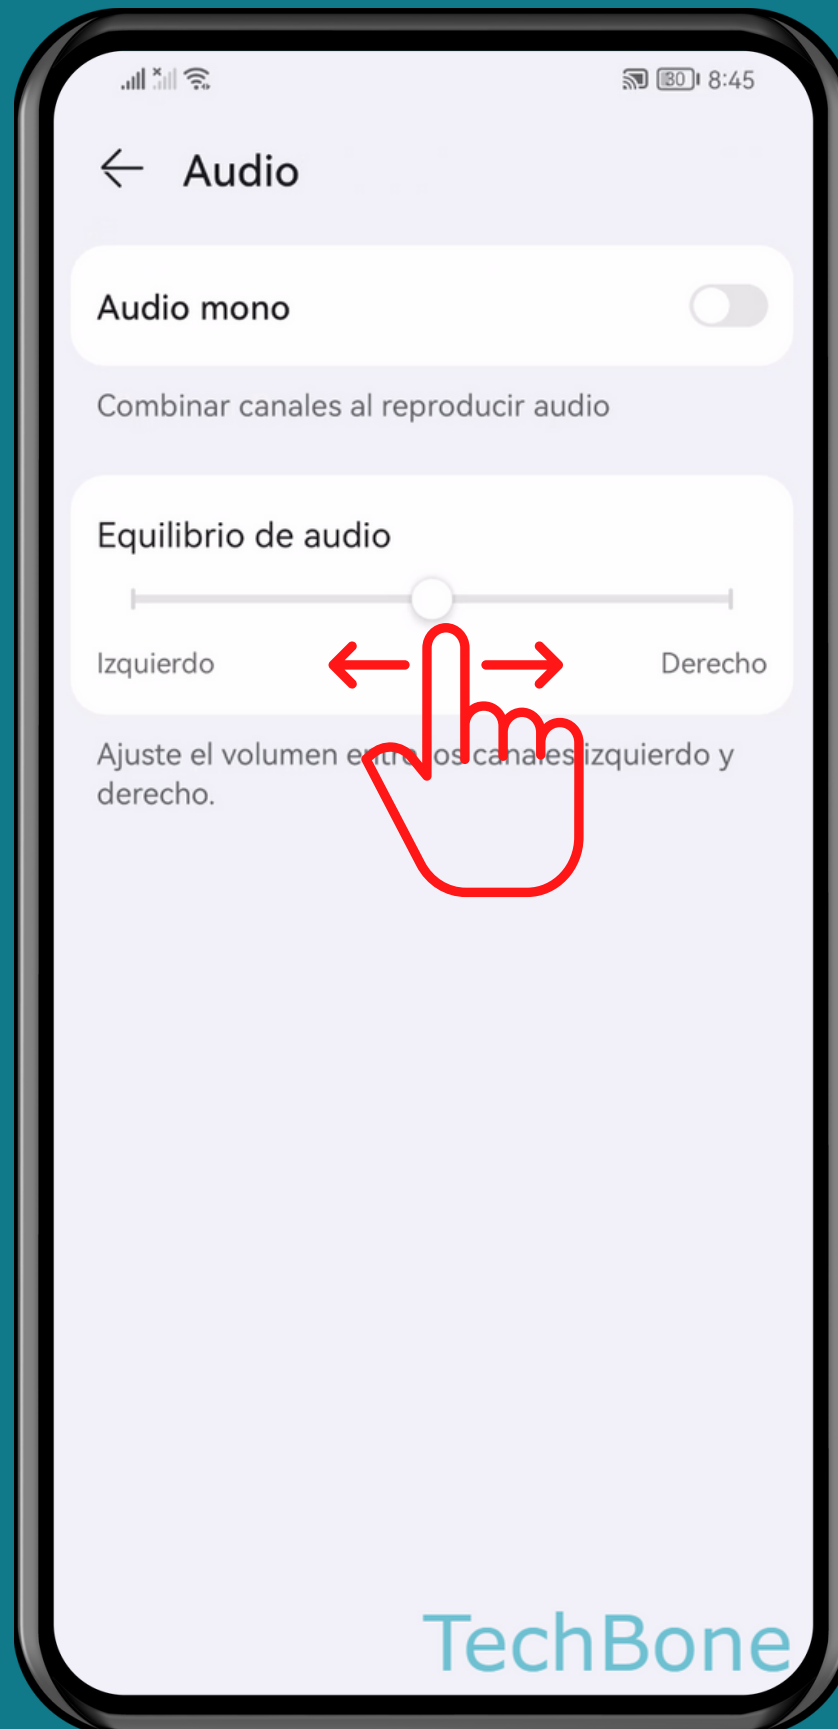 80 8:45
Audio
Audio mono
Combinar canales al reproducir audio
Equilibrio de audio
Izquierdo Derecho
Ajuste el volumen entre los canales izquierdo y
derecho.
TechBone